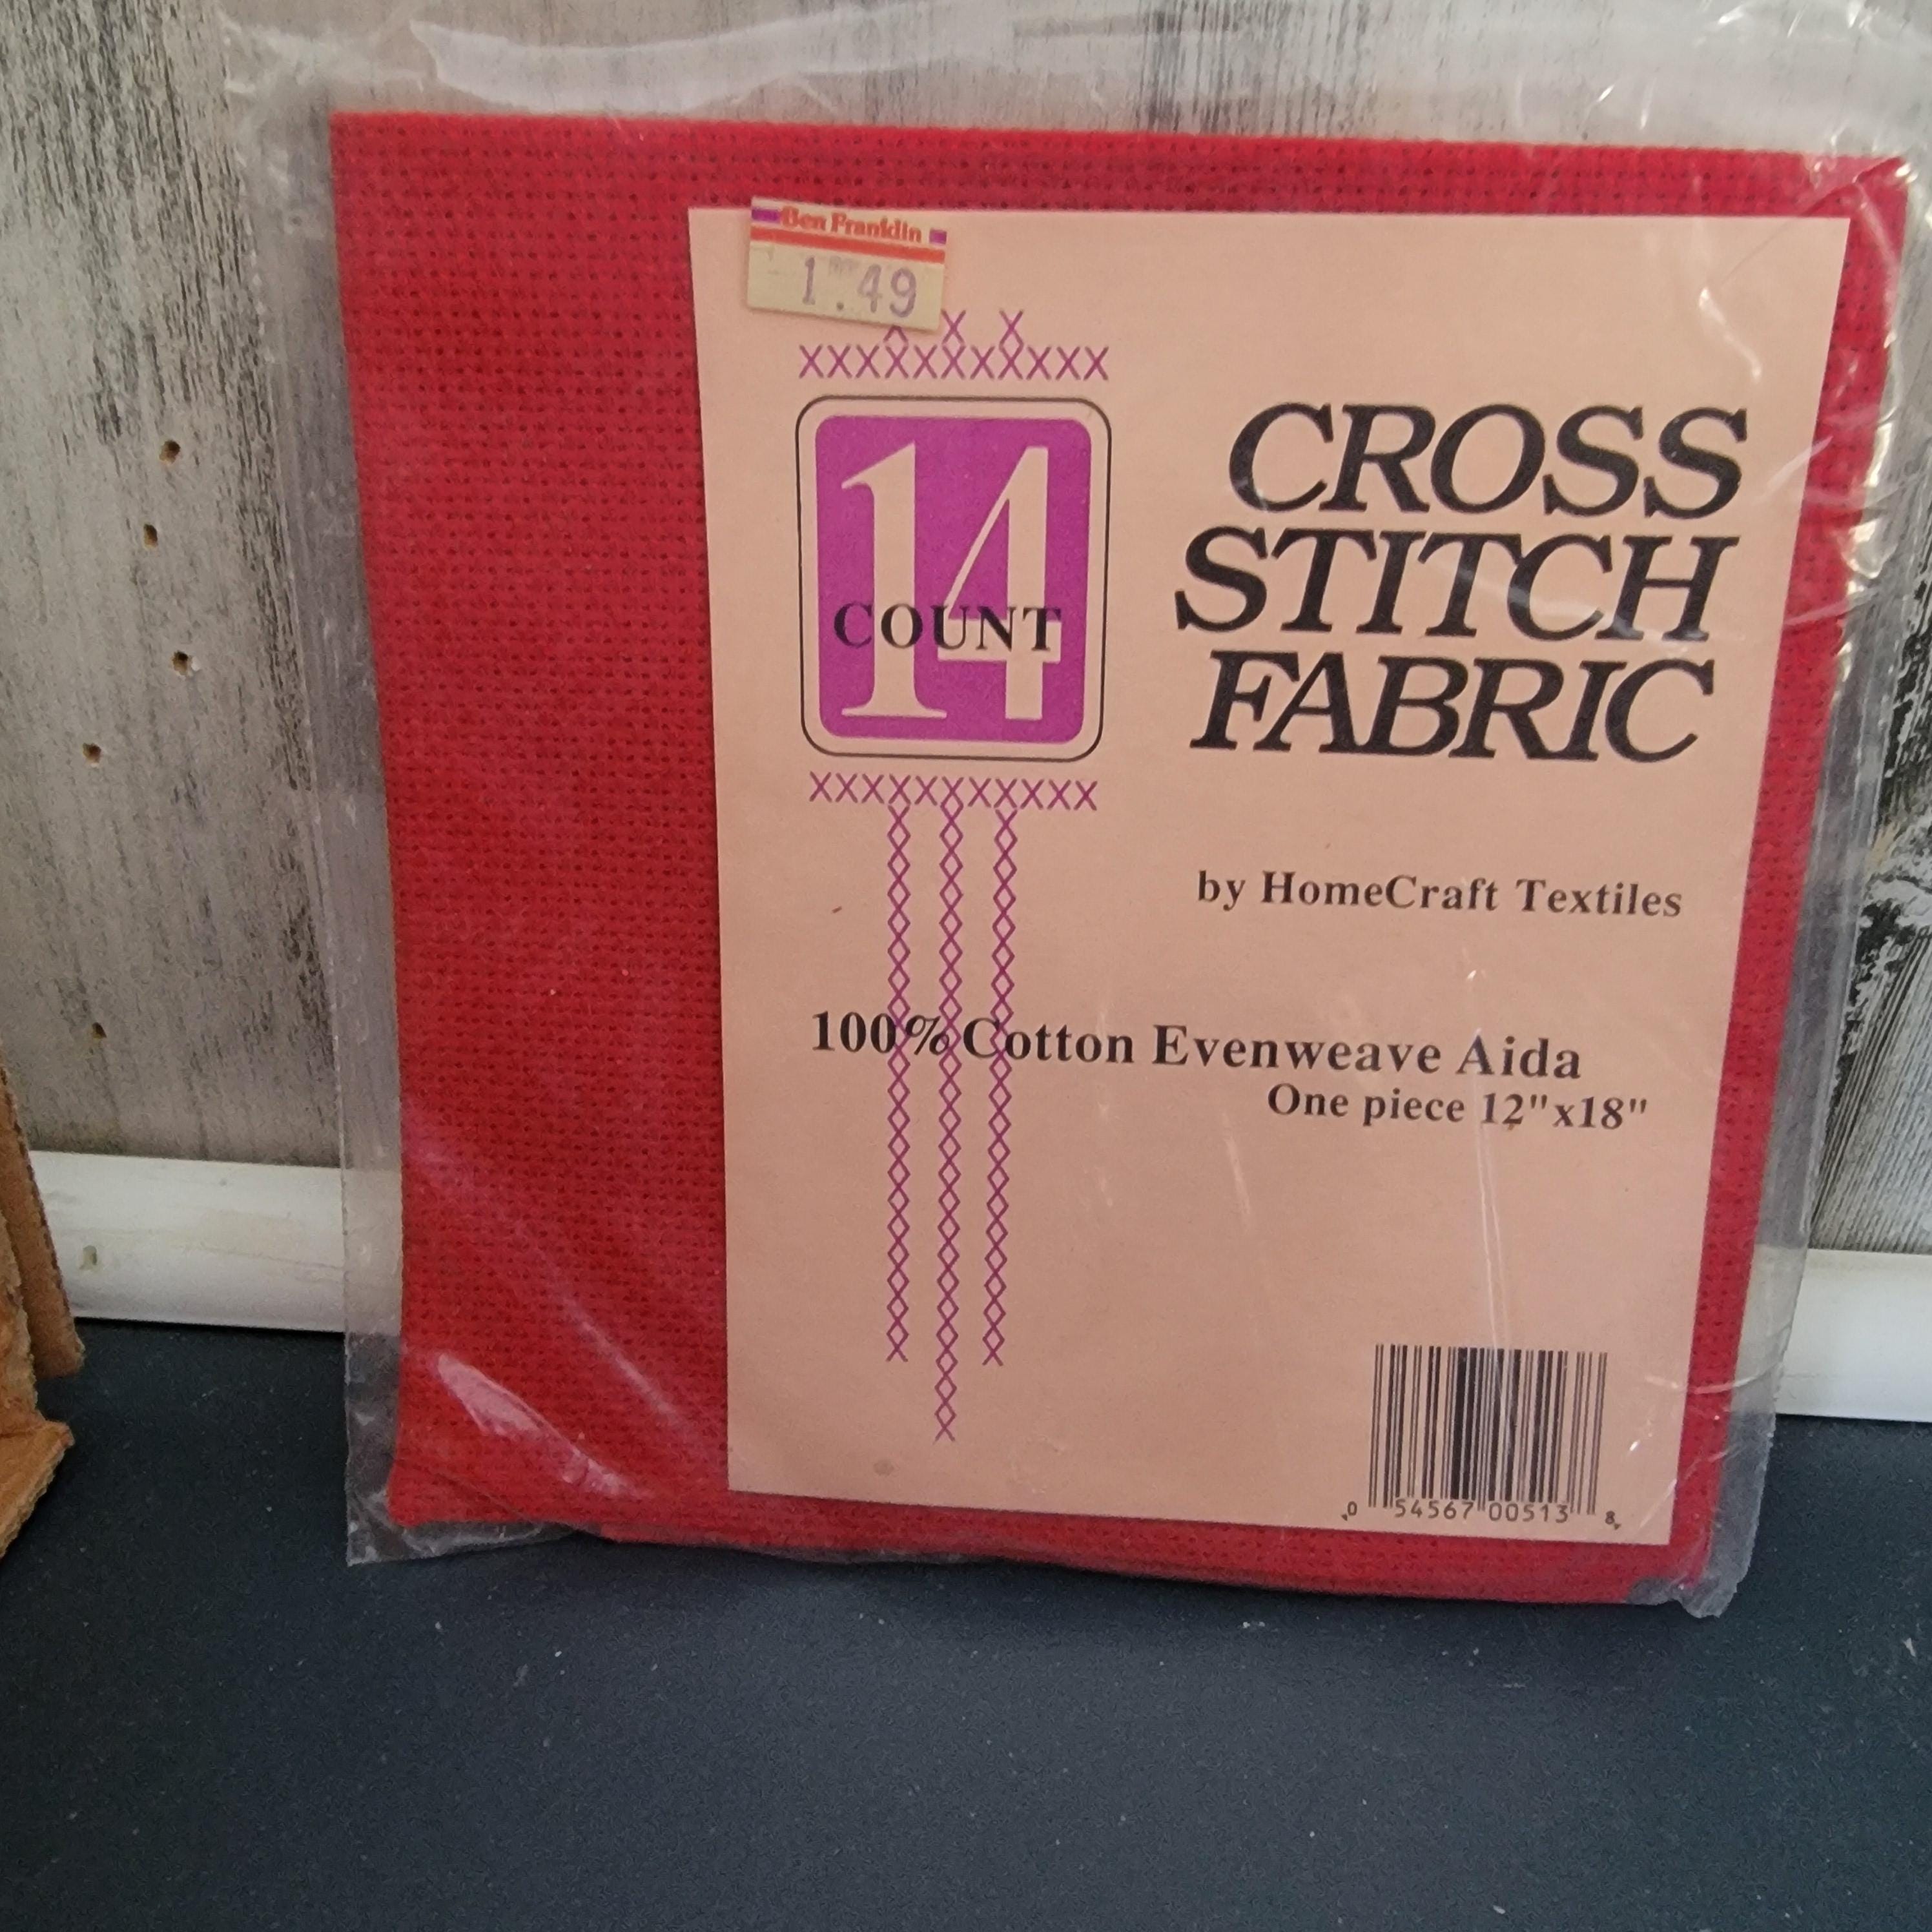 Ben Franklin
1.49
14
COUNT
CROSS
STITCH
FABRIC
by HomeCraft Textiles
100% Cotton Evenweave Aida
One piece 12"x18"
0 54567 00513 8